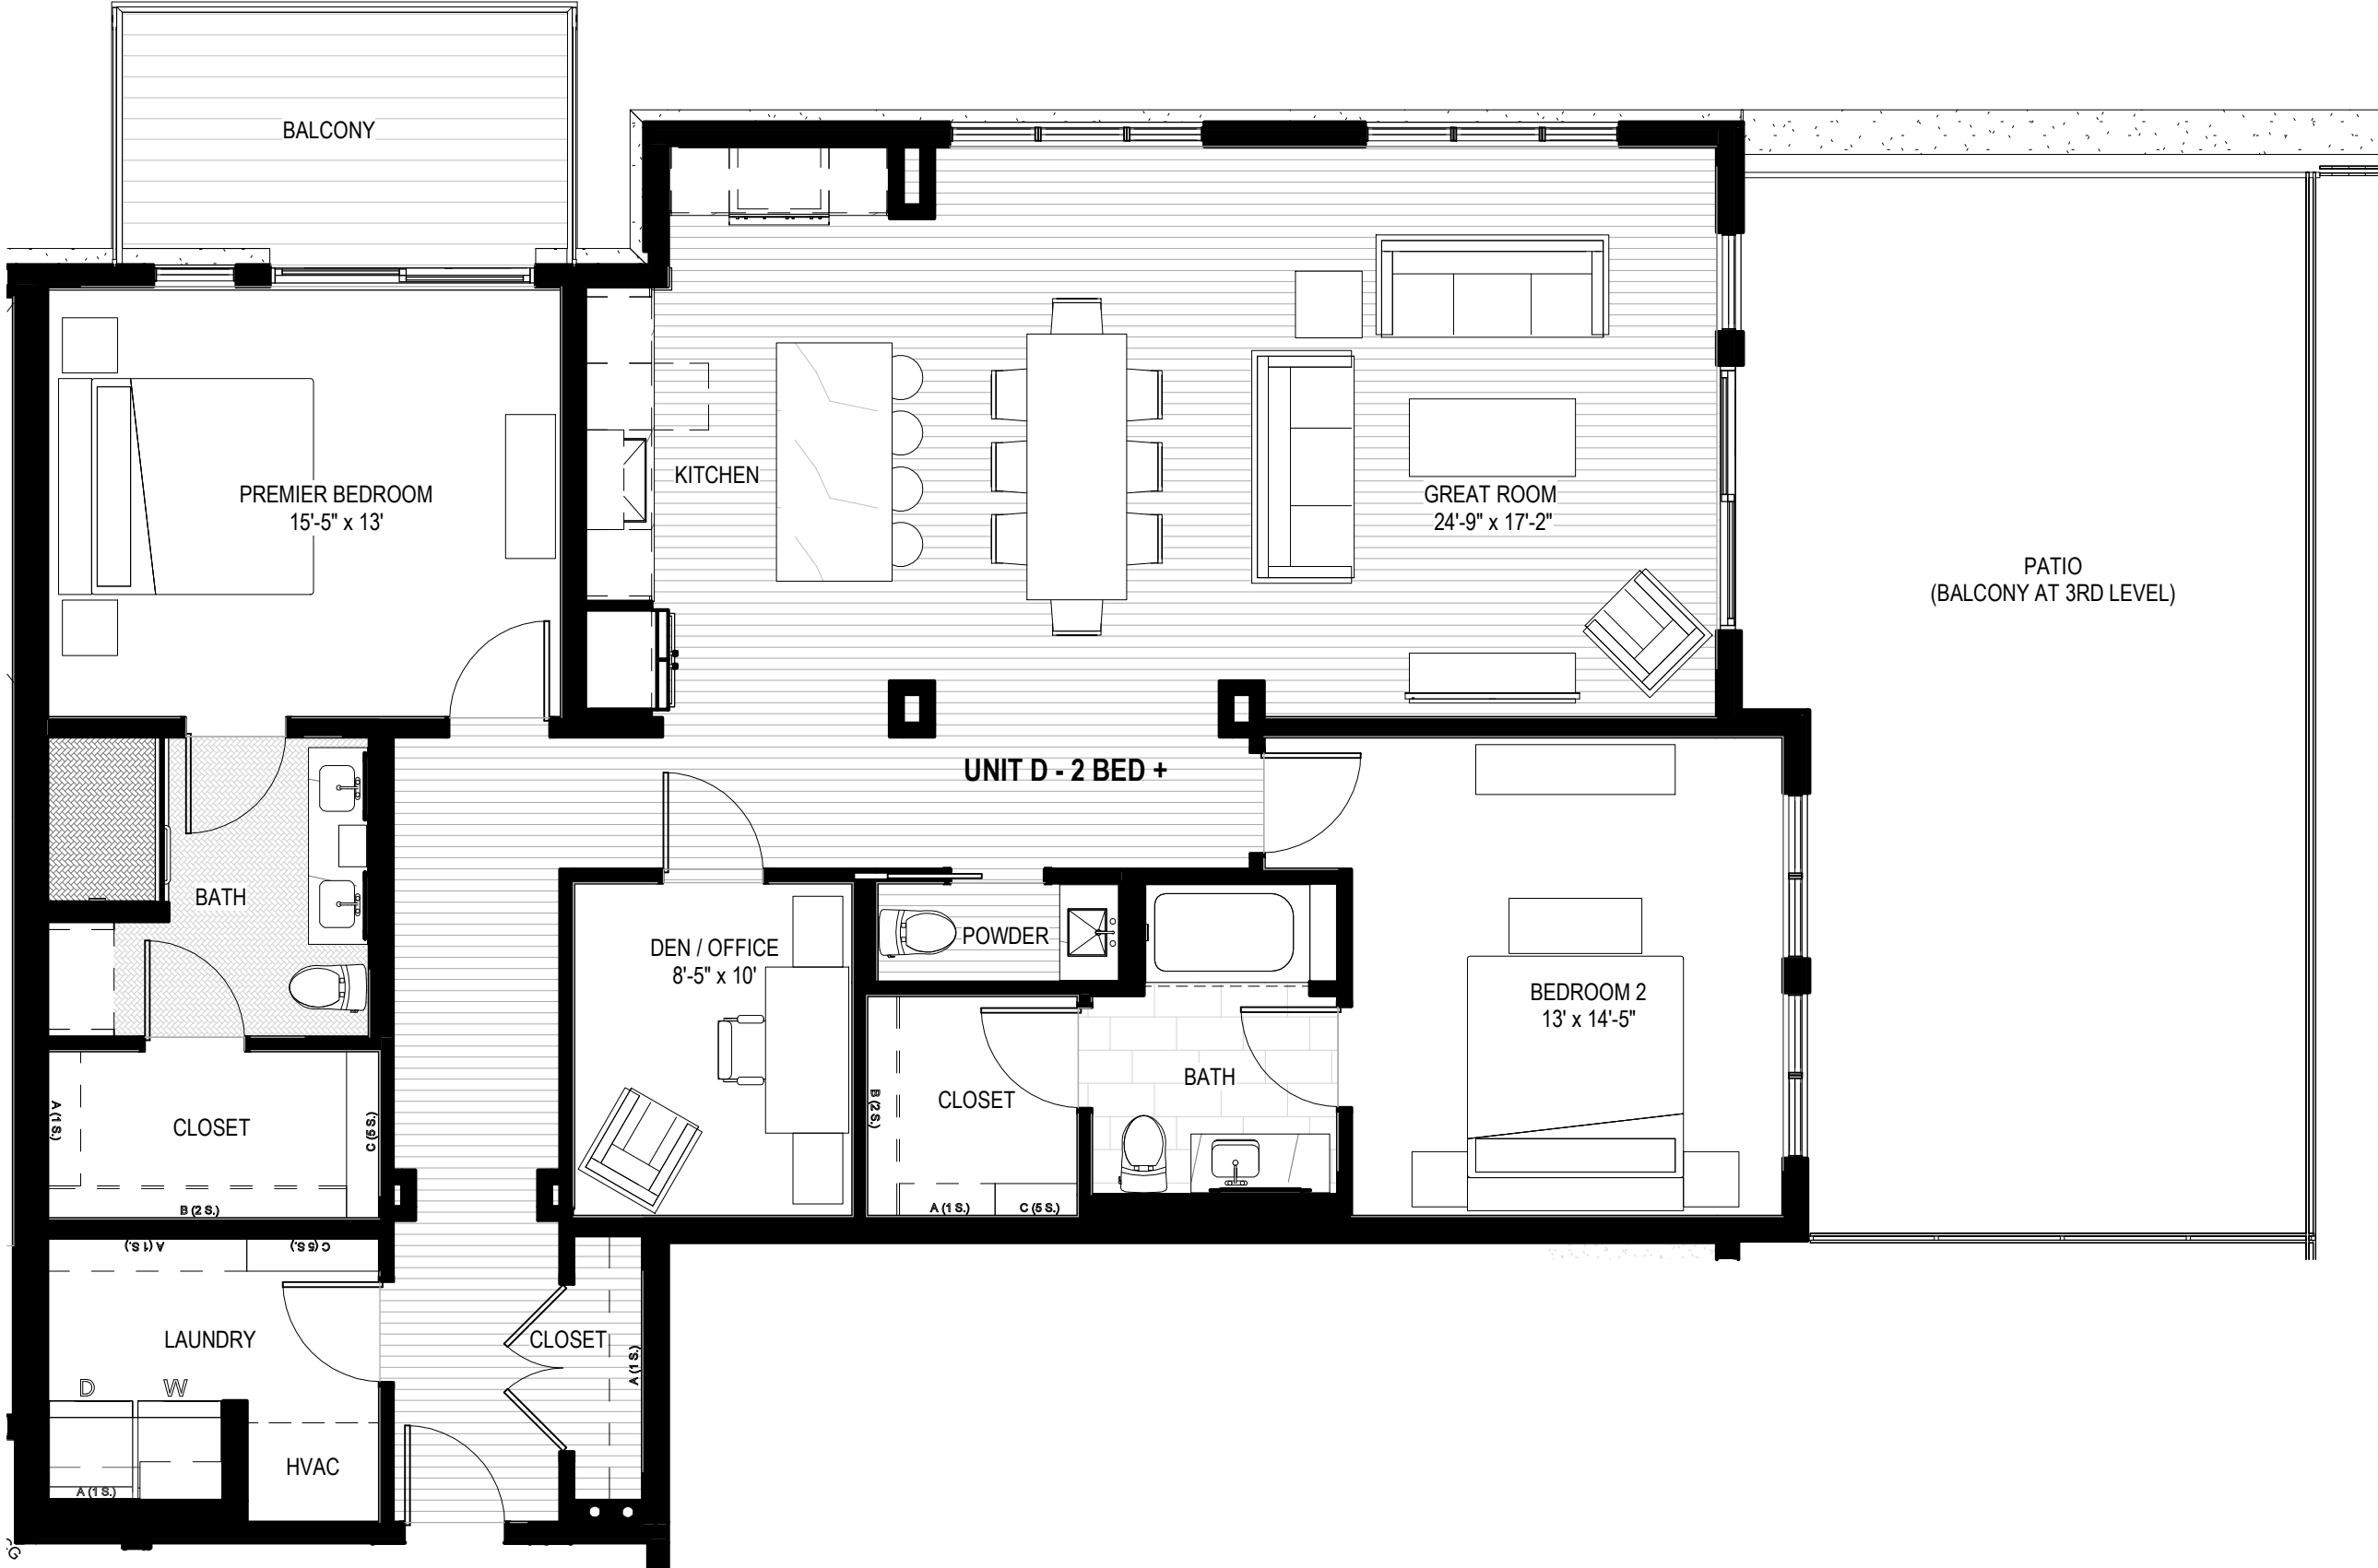 BALCONY
PREMIER BEDROOM
15'-5" x 13'
KITCHEN
GREAT ROOM
24'-9" x 17'-2"
PATIO
(BALCONY AT 3RD LEVEL)
UNIT D - 2 BED +
BATH
DEN / OFFICE
8'-5" x 10'
POWDER
BEDROOM 2
13' x 14'-5"
BATH
CLOSET
B (2 S.)
A (1 S.)
C (5 S.)
CLOSET
A (1 S.)
C (5 S.)
B (2 S.)
A (1 S.)
C (5 S.)
LAUNDRY
CLOSET
A (1 S.)
D
W
HVAC
A (1 S.)